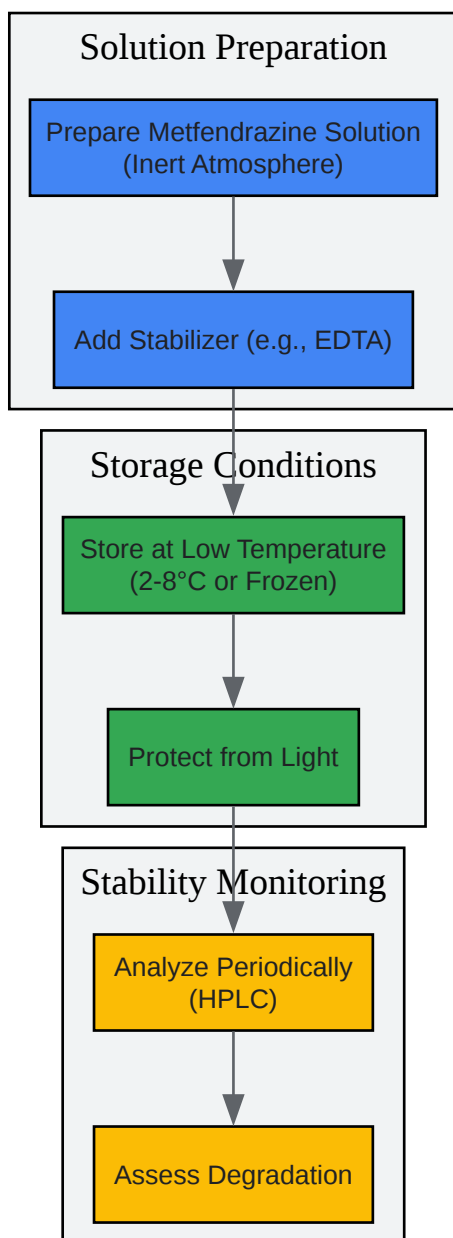 Solution Preparation
Prepare Metfendrazine Solution
(Inert Atmosphere)
Add Stabilizer (e.g., EDTA)
Storage Conditions
Store at Low Temperature
(2-8°C or Frozen)
Protect from Light
Stability Monitoring
Analyze Periodically
(HPLC)
Assess Degradation